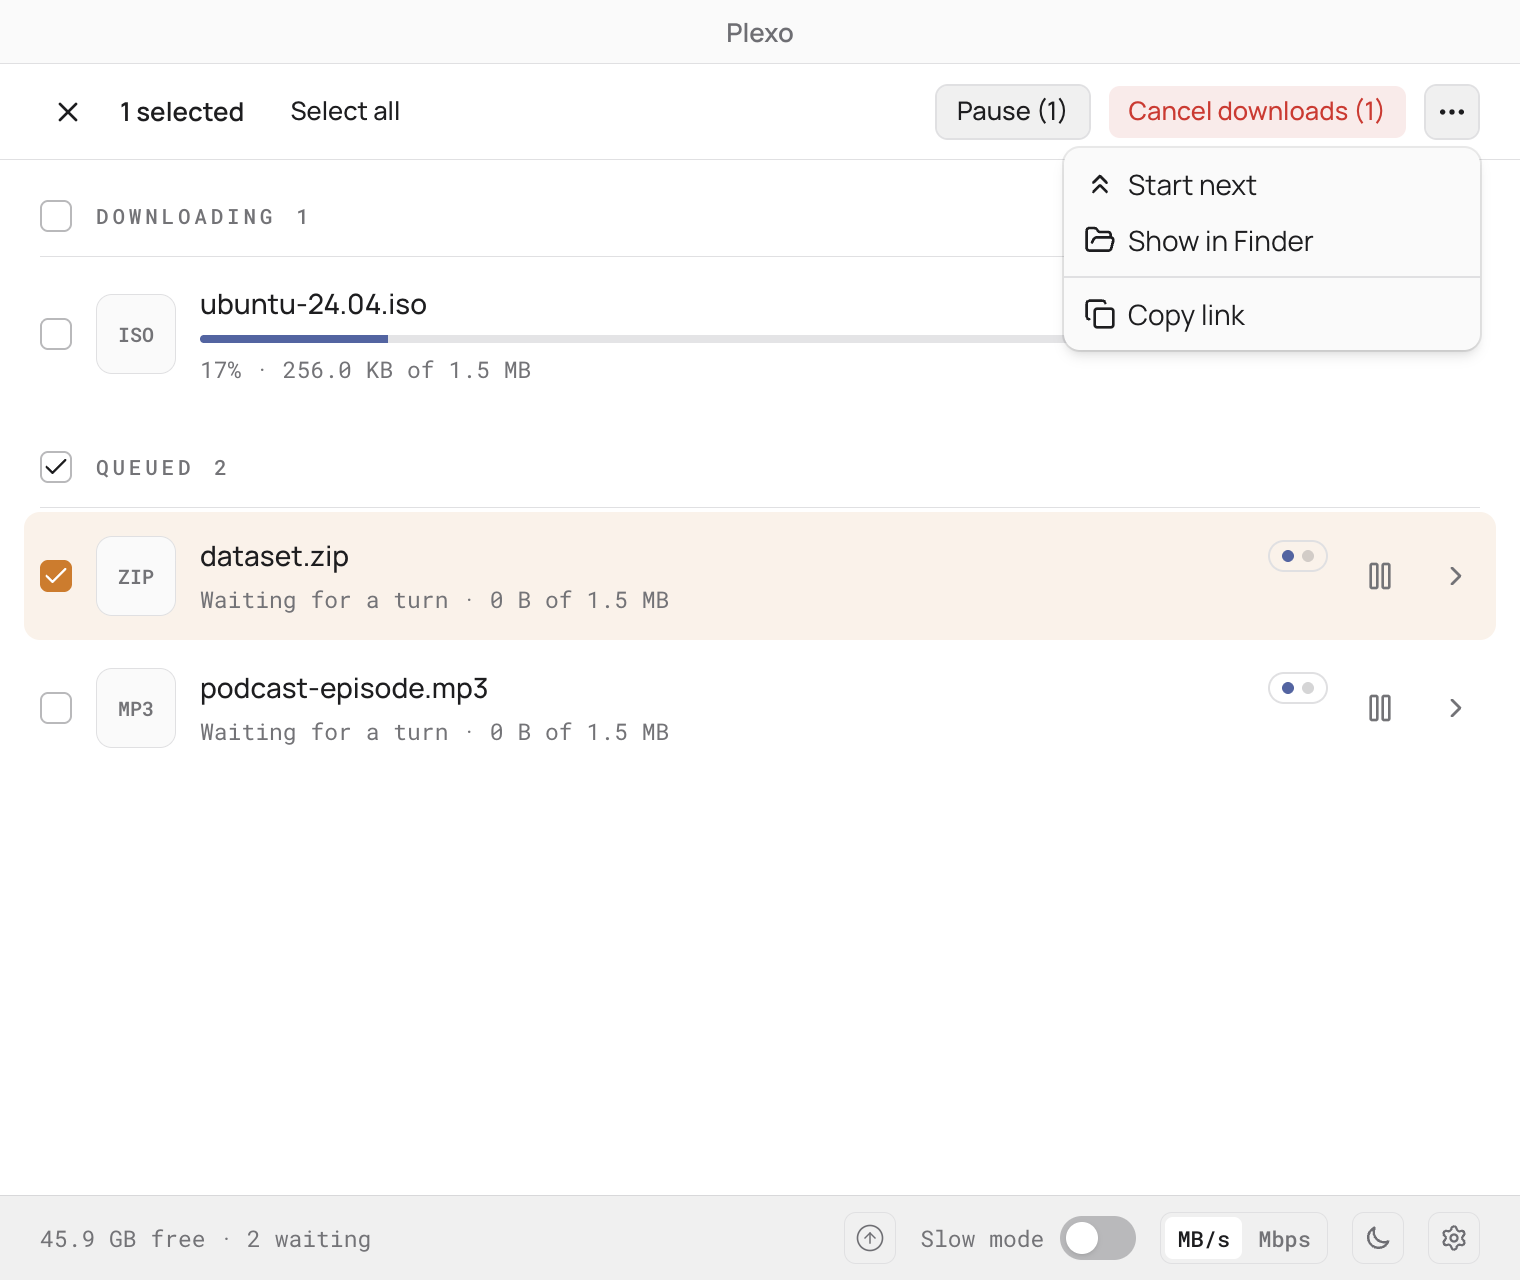 Plexo
1 selected
Select all
Pause (1)
Cancel downloads (1)
Start next
Show in Finder
Copy link
DOWNLOADING 1
ISO
ubuntu-24.04.iso
17% · 256.0 KB of 1.5 MB
QUEUED 2
ZIP
dataset.zip
Waiting for a turn · 0 B of 1.5 MB
MP3
podcast-episode.mp3
Waiting for a turn · 0 B of 1.5 MB
45.9 GB free · 2 waiting
Slow mode
MB/s
Mbps